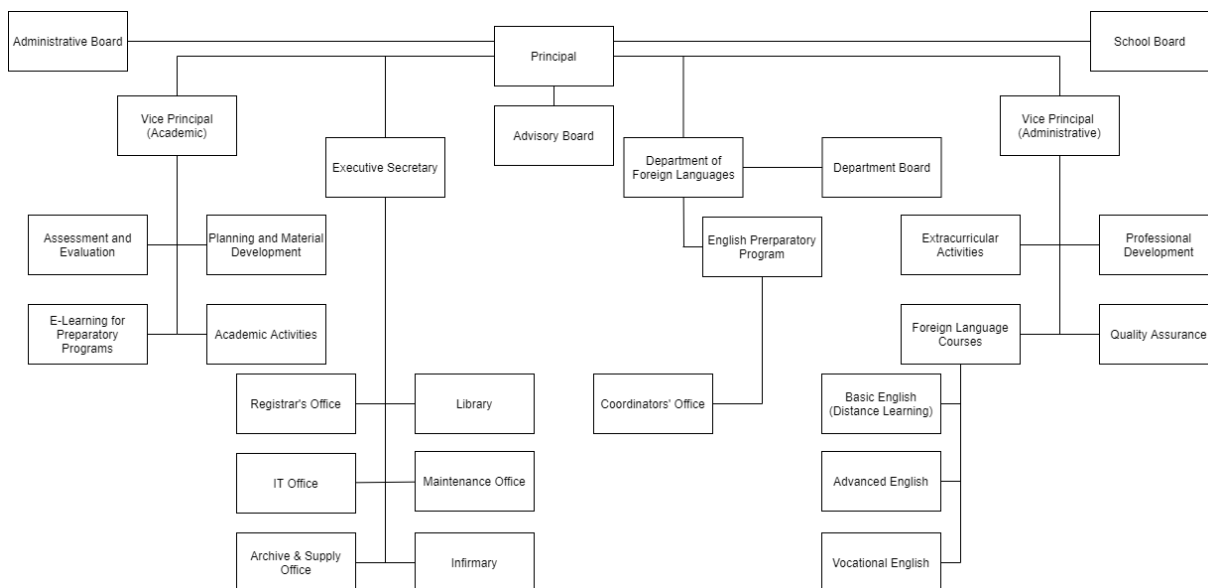 Administrative Board
Principal
School Board
Vice Principal
(Academic)
Advisory Board
Vice Principal
(Administrative)
Executive Secretary
Department of
Foreign Languages
Department Board
Assessment and
Evaluation
Planning and Material
Development
English Prerparatory
Program
Extracurricular
Activities
Professional
Development
E-Learning for
Preparatory
Programs
Academic Activities
Foreign Language
Courses
Quality Assurance
Registrar's Office
Library
Coordinators' Office
Basic English
(Distance Learning)
IT Office
Maintenance Office
Advanced English
Archive & Supply
Office
Infirmary
Vocational English